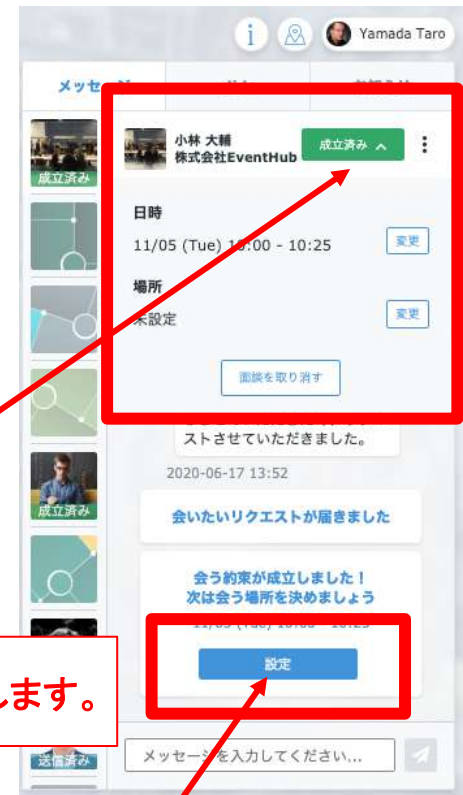 i
Yamada Taro
成立済み
小林 大輔
株式会社EventHub
成立済み
日時
11/05 (Tue) 10:00 - 10:25
変更
場所
未設定
変更
面談を取り消す
ストさせていただきました。
2020-06-17 13:52
成立済み
会いたいリクエストが届きました
会う約束が成立しました!
次は会う場所を決めましょう
設定
します。
送信済み
メッセージを入力してください...